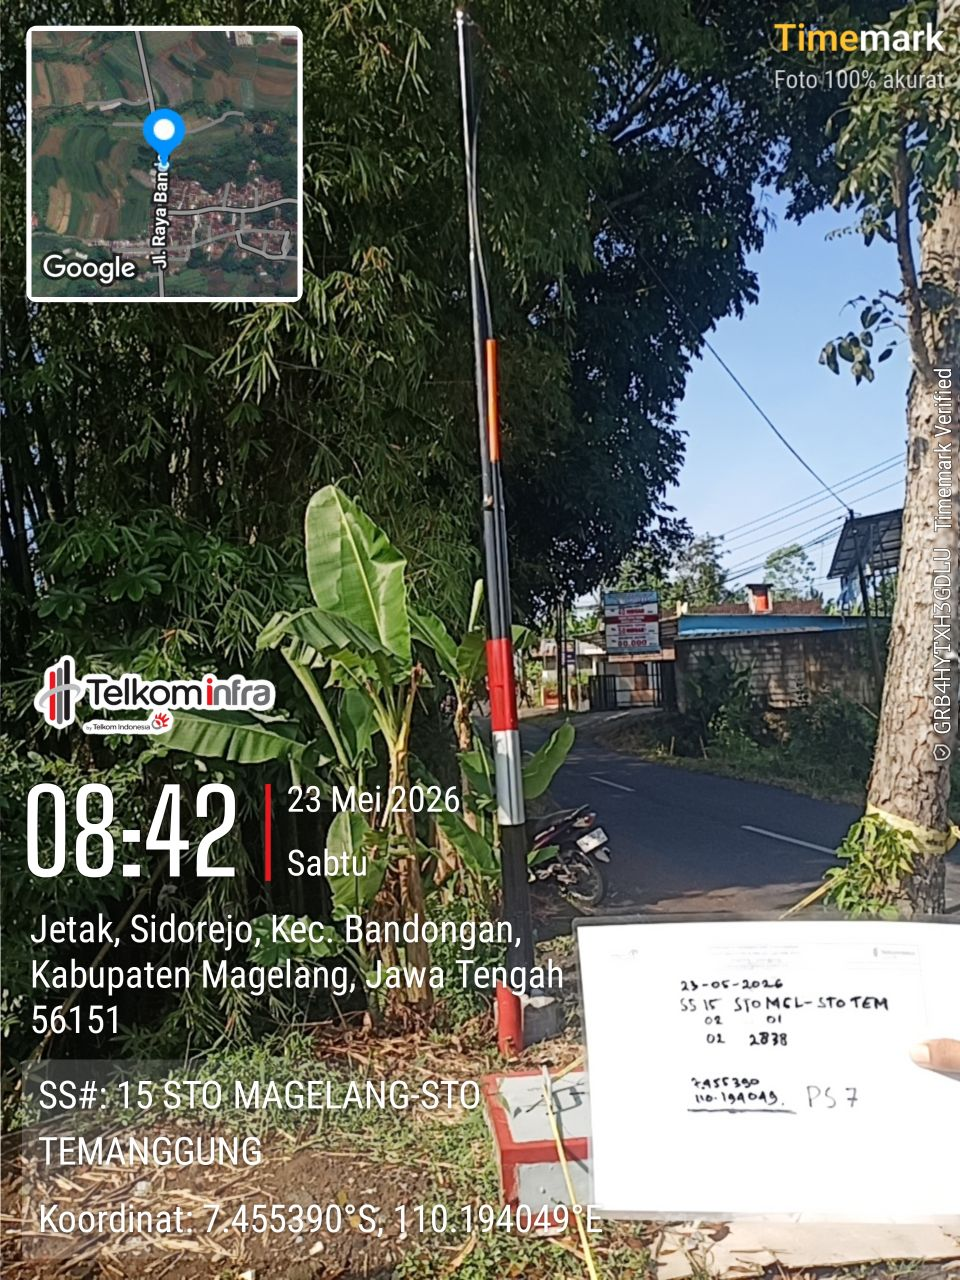 Timemark
Foto 100% akurat
Jl. Raya Bando
Google
GRB4HYTXH3GDLU Timemark Verified
Telkominfra
by Telkom Indonesia
08:42
23 Mei 2026
Sabtu
Jetak, Sidorejo, Kec. Bandongan,
Kabupaten Magelang, Jawa Tengah
56151
SS#: 15 STO MAGELANG-STO
TEMANGGUNG
Koordinat: 7.455390°S, 110.194049°E
23-05-2026
SS 15 STO MGL-STO TEM
02 01
02 2838
7.455390
110.194049. PS 7
80.000